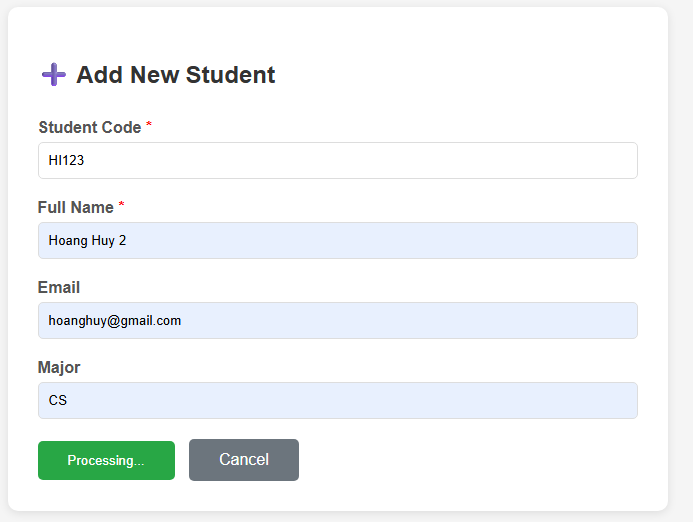 Add New Student
Student Code *
HI123
Full Name *
Hoang Huy 2
Email
hoanghuy@gmail.com
Major
CS
Processing... Cancel